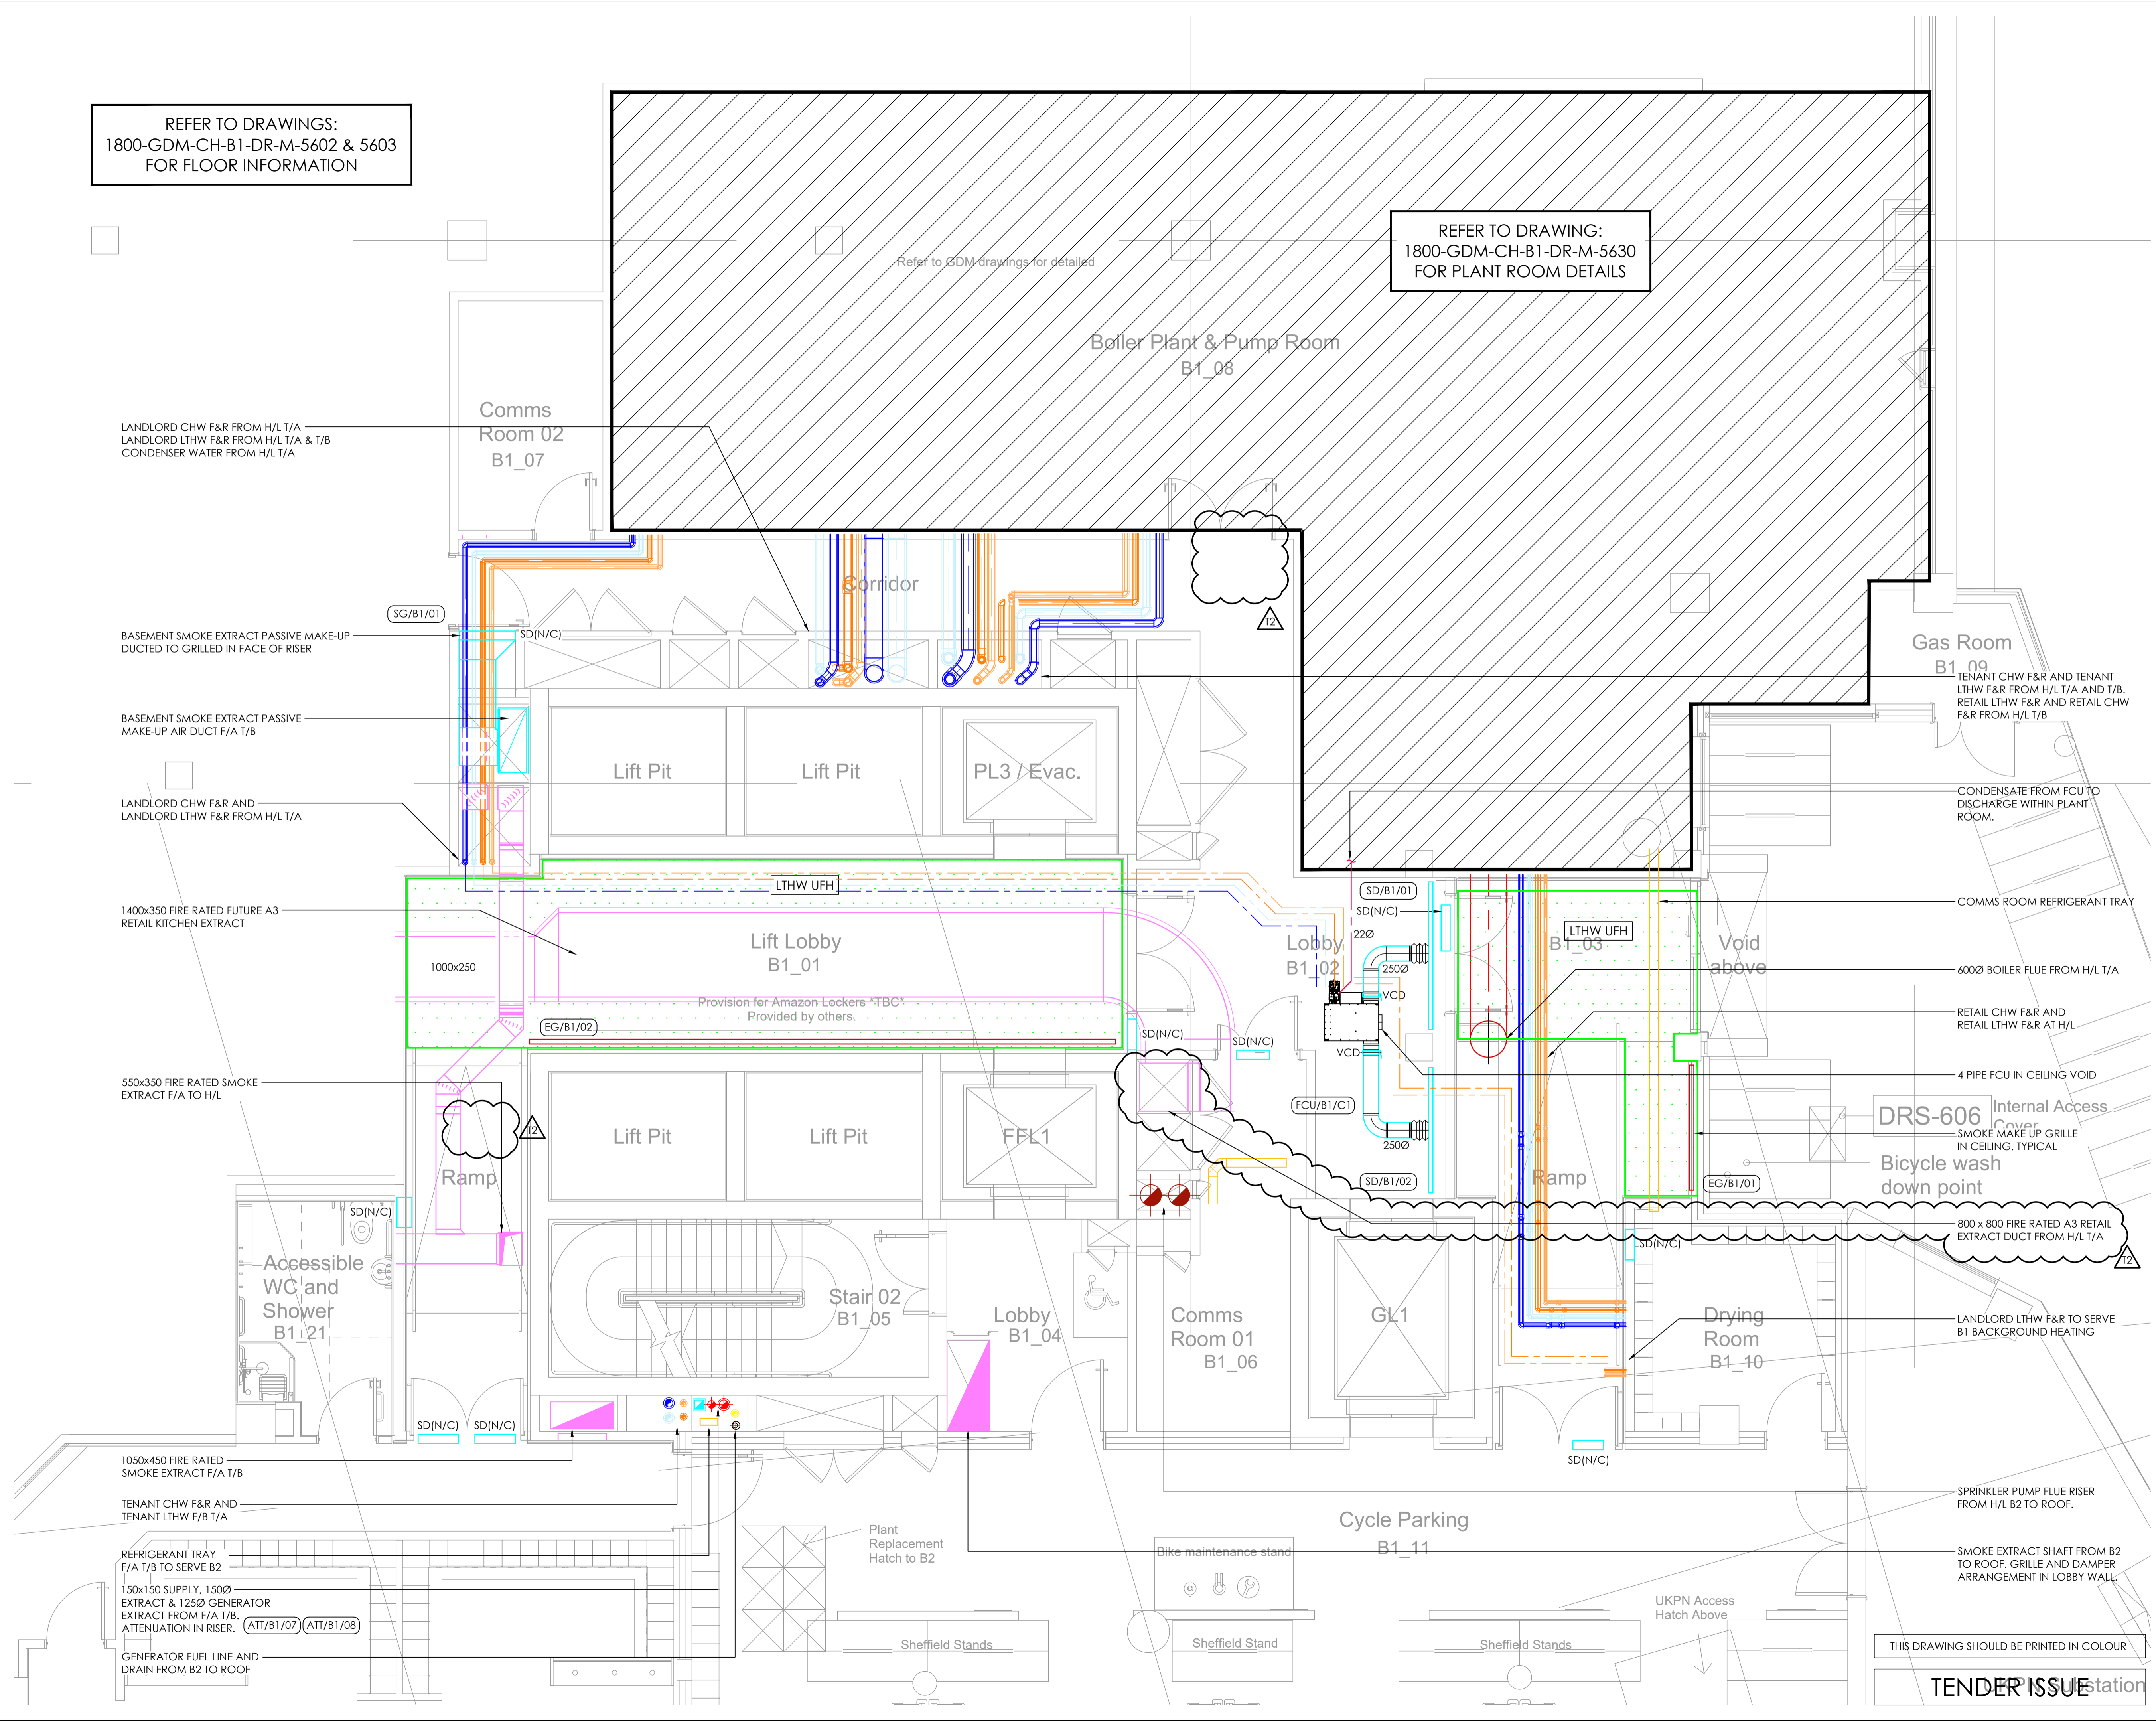 REFER TO DRAWINGS:
1800-GDM-CH-B1-DR-M-5602 & 5603
FOR FLOOR INFORMATION
REFER TO DRAWING:
1800-GDM-CH-B1-DR-M-5630
FOR PLANT ROOM DETAILS
Refer to GDM drawings for detailed
Boiler Plant & Pump Room
B1_08
Comms
Room 02
B1_07
LANDLORD CHW F&R FROM H/L T/A
LANDLORD LTHW F&R FROM H/L T/A & T/B
CONDENSER WATER FROM H/L T/A
Corridor
SG/B1/01
SD(N/C)
T2
BASEMENT SMOKE EXTRACT PASSIVE MAKE-UP
DUCTED TO GRILLED IN FACE OF RISER
Gas Room
B1_09
TENANT CHW F&R AND TENANT
LTHW F&R FROM H/L T/A AND T/B.
RETAIL LTHW F&R AND RETAIL CHW
F&R FROM H/L T/B
BASEMENT SMOKE EXTRACT PASSIVE
MAKE-UP AIR DUCT F/A T/B
Lift Pit
Lift Pit
PL3 / Evac.
LANDLORD CHW F&R AND
LANDLORD LTHW F&R FROM H/L T/A
CONDENSATE FROM FCU TO
DISCHARGE WITHIN PLANT
ROOM.
LTHW UFH
SD/B1/01
SD(N/C)
COMMS ROOM REFRIGERANT TRAY
1400x350 FIRE RATED FUTURE A3
RETAIL KITCHEN EXTRACT
22Ø
LTHW UFH
B1_03
Void
above
Lift Lobby
B1_01
1000x250
Lobby
B1_02
250Ø
600Ø BOILER FLUE FROM H/L T/A
VCD
Provision for Amazon Lockers *TBC*
Provided by others.
RETAIL CHW F&R AND
RETAIL LTHW F&R AT H/L
EG/B1/02
SD(N/C)
SD(N/C)
VCD
4 PIPE FCU IN CEILING VOID
550x350 FIRE RATED SMOKE
EXTRACT F/A TO H/L
T2
FCU/B1/C1
DRS-606
Internal Access
Cover
Lift Pit
Lift Pit
FFL1
250Ø
SMOKE MAKE UP GRILLE
IN CEILING. TYPICAL
Ramp
SD/B1/02
Ramp
EG/B1/01
Bicycle wash
down point
SD(N/C)
800 x 800 FIRE RATED A3 RETAIL
EXTRACT DUCT FROM H/L T/A
T2
SD(N/C)
Accessible
WC and
Shower
B1_21
Stair 02
B1_05
Lobby
B1_04
Comms
Room 01
B1_06
GL1
Drying
Room
B1_10
LANDLORD LTHW F&R TO SERVE
B1 BACKGROUND HEATING
SD(N/C)
SD(N/C)
SD(N/C)
1050x450 FIRE RATED
SMOKE EXTRACT F/A T/B
TENANT CHW F&R AND
TENANT LTHW F/B T/A
SPRINKLER PUMP FLUE RISER
FROM H/L B2 TO ROOF.
Plant
Replacement
Hatch to B2
Cycle Parking
B1_11
Bike maintenance stand
REFRIGERANT TRAY
F/A T/B TO SERVE B2
SMOKE EXTRACT SHAFT FROM B2
TO ROOF. GRILLE AND DAMPER
ARRANGEMENT IN LOBBY WALL.
150x150 SUPPLY, 150Ø
EXTRACT & 125Ø GENERATOR
EXTRACT FROM F/A T/B.
ATTENUATION IN RISER.
ATT/B1/07
ATT/B1/08
UKPN Access
Hatch Above
Sheffield Stands
Sheffield Stand
Sheffield Stands
GENERATOR FUEL LINE AND
DRAIN FROM B2 TO ROOF
THIS DRAWING SHOULD BE PRINTED IN COLOUR
TENDER ISSUE
UKPN Substation